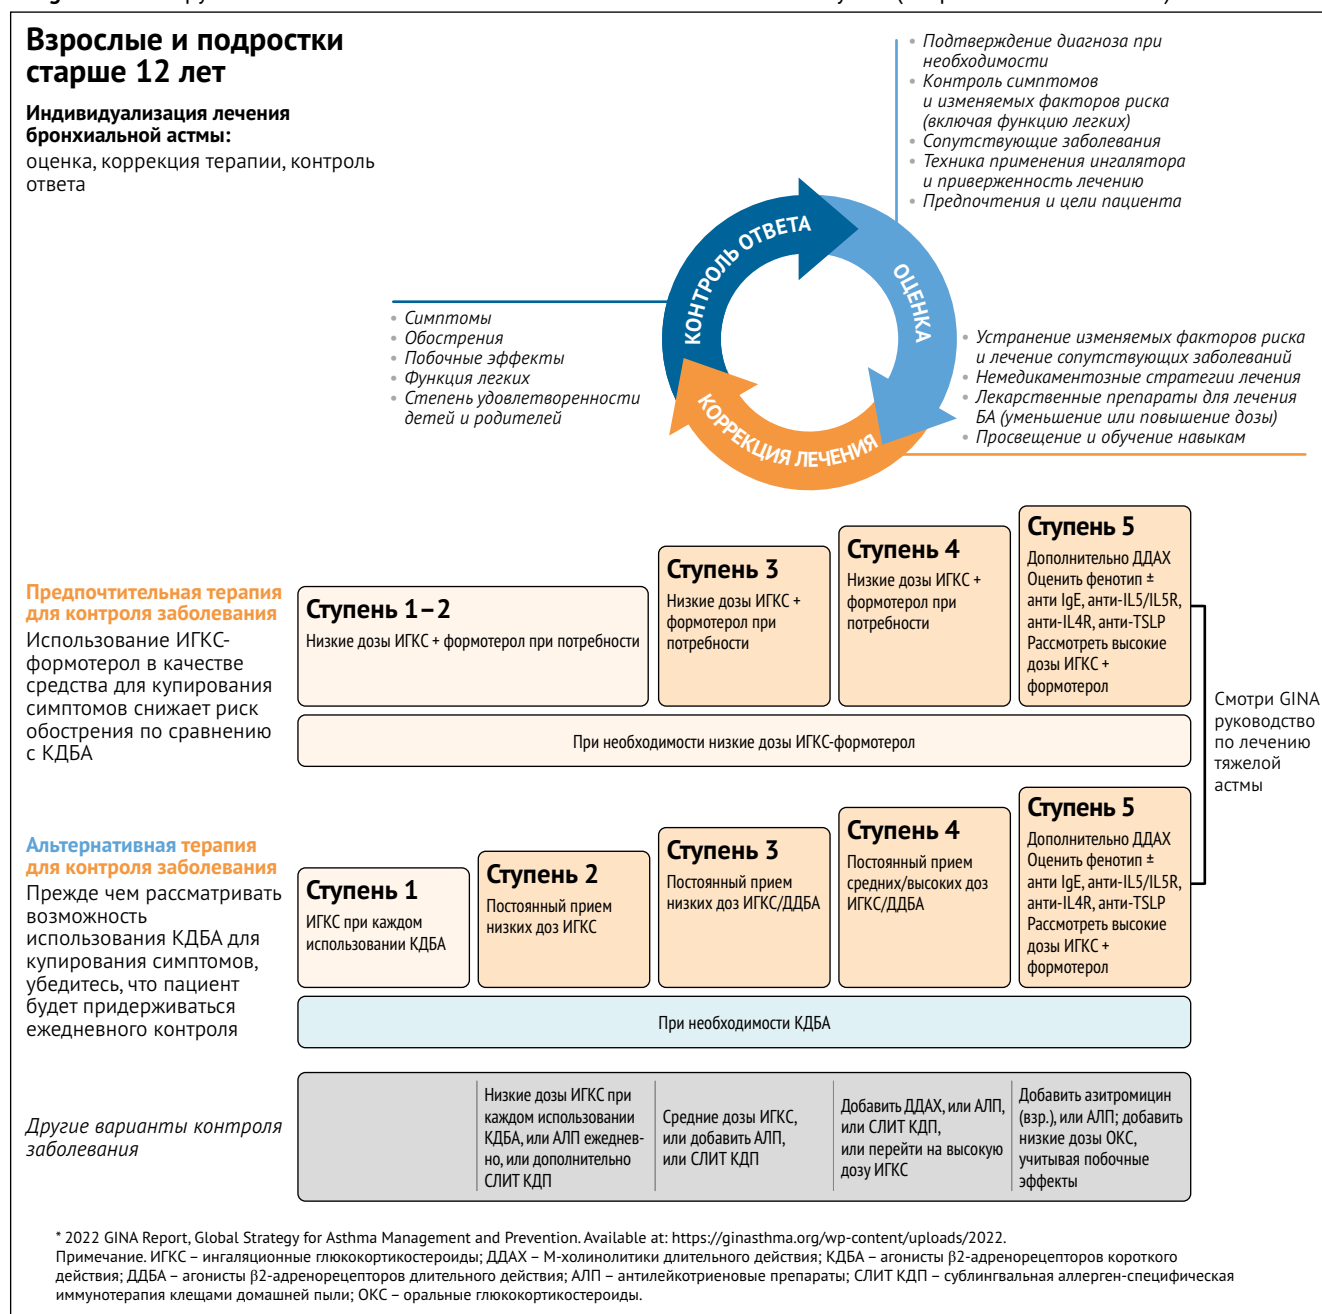 Взрослые и подростки
старше 12 лет
Индивидуализация лечения
бронхиальной астмы:
оценка, коррекция терапии, контроль
ответа
• Подтверждение диагноза при
необходимости
• Контроль симптомов
и изменяемых факторов риска
(включая функцию легких)
• Сопутствующие заболевания
• Техника применения ингалятора
и приверженность лечению
• Предпочтения и цели пациента
КОНТРОЛЬ ОТВЕТА
ОЦЕНКА
КОРРЕКЦИЯ ЛЕЧЕНИЯ
• Симптомы
• Обострения
• Побочные эффекты
• Функция легких
• Степень удовлетворенности
детей и родителей
• Устранение изменяемых факторов риска
и лечение сопутствующих заболеваний
• Немедикаментозные стратегии лечения
• Лекарственные препараты для лечения
БА (уменьшение или повышение дозы)
• Просвещение и обучение навыкам
Предпочтительная терапия
для контроля заболевания
Использование ИГКС-
формотерол в качестве
средства для купирования
симптомов снижает риск
обострения по сравнению
с КДБА
Ступень 1–2
Низкие дозы ИГКС + формотерол при потребности
Ступень 3
Низкие дозы ИГКС +
формотерол при
потребности
Ступень 4
Низкие дозы ИГКС +
формотерол при
потребности
Ступень 5
Дополнительно ДДАХ
Оценить фенотип ±
анти IgE, анти-IL5/IL5R,
анти-IL4R, анти-TSLP
Рассмотреть высокие
дозы ИГКС +
формотерол
При необходимости низкие дозы ИГКС-формотерол
Смотри GINA
руководство
по лечению
тяжелой
астмы
Альтернативная терапия
для контроля заболевания
Прежде чем рассматривать
возможность
использования КДБА для
купирования симптомов,
убедитесь, что пациент
будет придерживаться
ежедневного контроля
Ступень 1
ИГКС при каждом
использовании КДБА
Ступень 2
Постоянный прием
низких доз ИГКС
Ступень 3
Постоянный прием
низких доз ИГКС/ДДБА
Ступень 4
Постоянный прием
средних/высоких доз
ИГКС/ДДБА
Ступень 5
Дополнительно ДДАХ
Оценить фенотип ±
анти IgE, анти-IL5/IL5R,
анти-IL4R, анти-TSLP
Рассмотреть высокие
дозы ИГКС +
формотерол
При необходимости КДБА
Другие варианты контроля
заболевания
Низкие дозы ИГКС при
каждом использовании
КДБА, или АЛП ежеднев-
но, или дополнительно
СЛИТ КДП
Средние дозы ИГКС,
или добавить АЛП,
или СЛИТ КДП
Добавить ДДАХ, или АЛП,
или СЛИТ КДП,
или перейти на высокую
дозу ИГКС
Добавить азитромицин
(взр.), или АЛП; добавить
низкие дозы ОКС,
учитывая побочные
эффекты
* 2022 GINA Report, Global Strategy for Asthma Management and Prevention. Available at: https://ginasthma.org/wp-content/uploads/2022.
Примечание. ИГКС – ингаляционные глюкокортикостероиды; ДДАХ – М-холинолитики длительного действия; КДБА – агонисты β2-адренорецепторов короткого
действия; ДДБА – агонисты β2-адренорецепторов длительного действия; АЛП – антилейкотриеновые препараты; СЛИТ КДП – сублингвальная аллерген-специфическая
иммунотерапия клещами домашней пыли; ОКС – оральные глюкокортикостероиды.